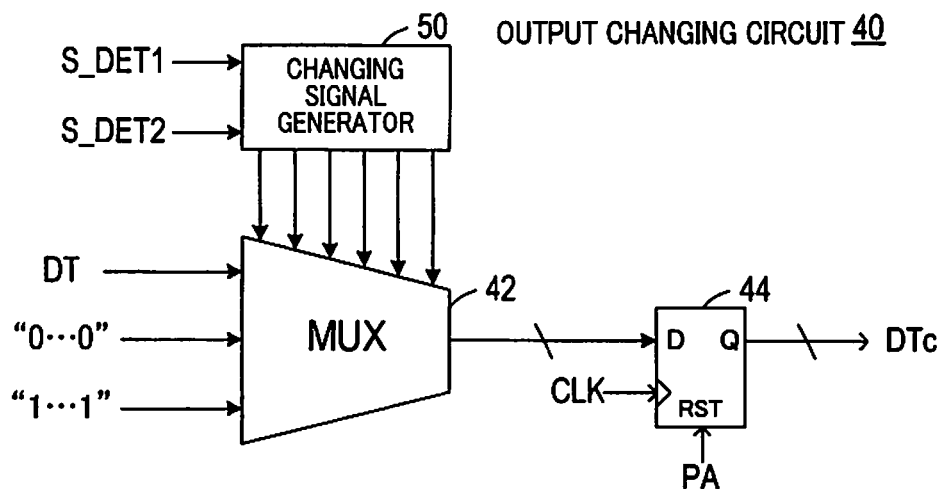 50
OUTPUT CHANGING CIRCUIT 40
S_DET1
S_DET2
CHANGING
SIGNAL
GENERATOR
DT
"0···0"
"1···1"
MUX
42
44
D Q
CLK
RST
PA
DTc